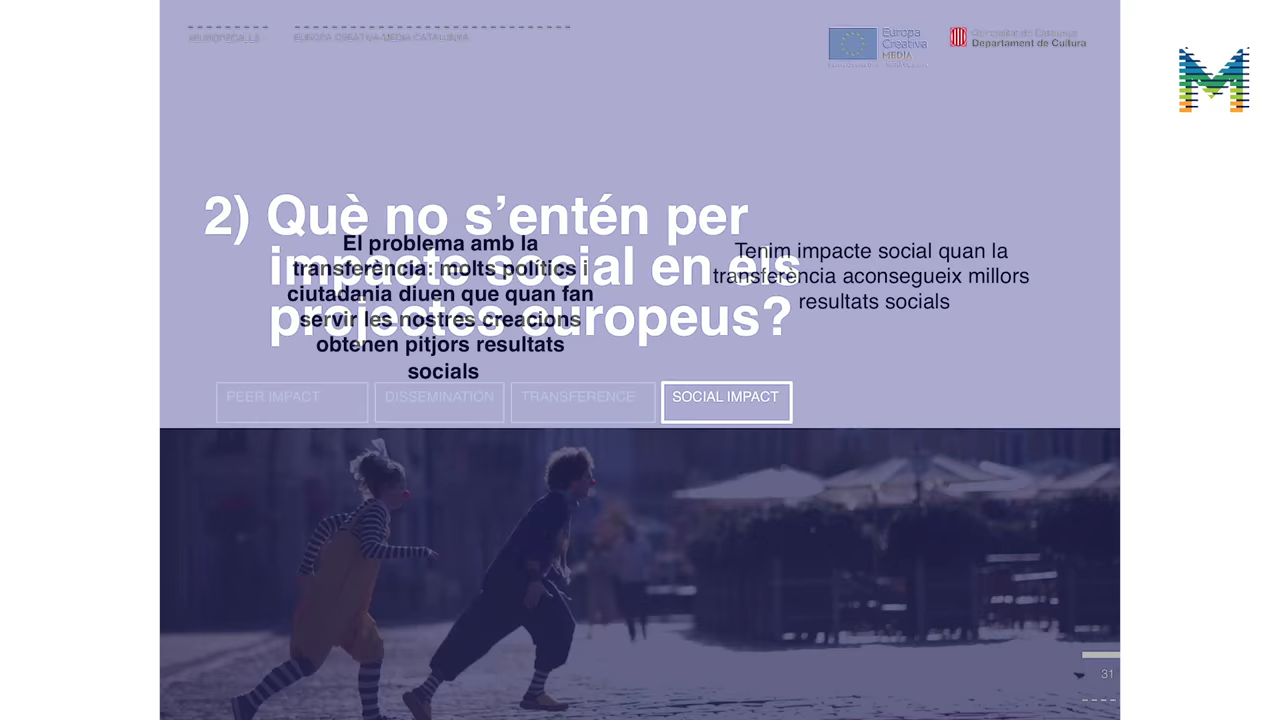 EUROPA CREATIVA MEDIA CATALUNYA
Europa
Creativa
MEDIA
Generalitat de Catalunya
Departament de Cultura
2) Què no s’entén per
impacte social en els
projectes europeus?
El problema amb la
transferència: molts polítics i
ciutadania diuen que quan fan
servir les nostres creacions
obtenen pitjors resultats
socials
Tenim impacte social quan la
transferència aconsegueix millors
resultats socials
PEER IMPACT
DISSEMINATION
TRANSFERENCE
SOCIAL IMPACT
31